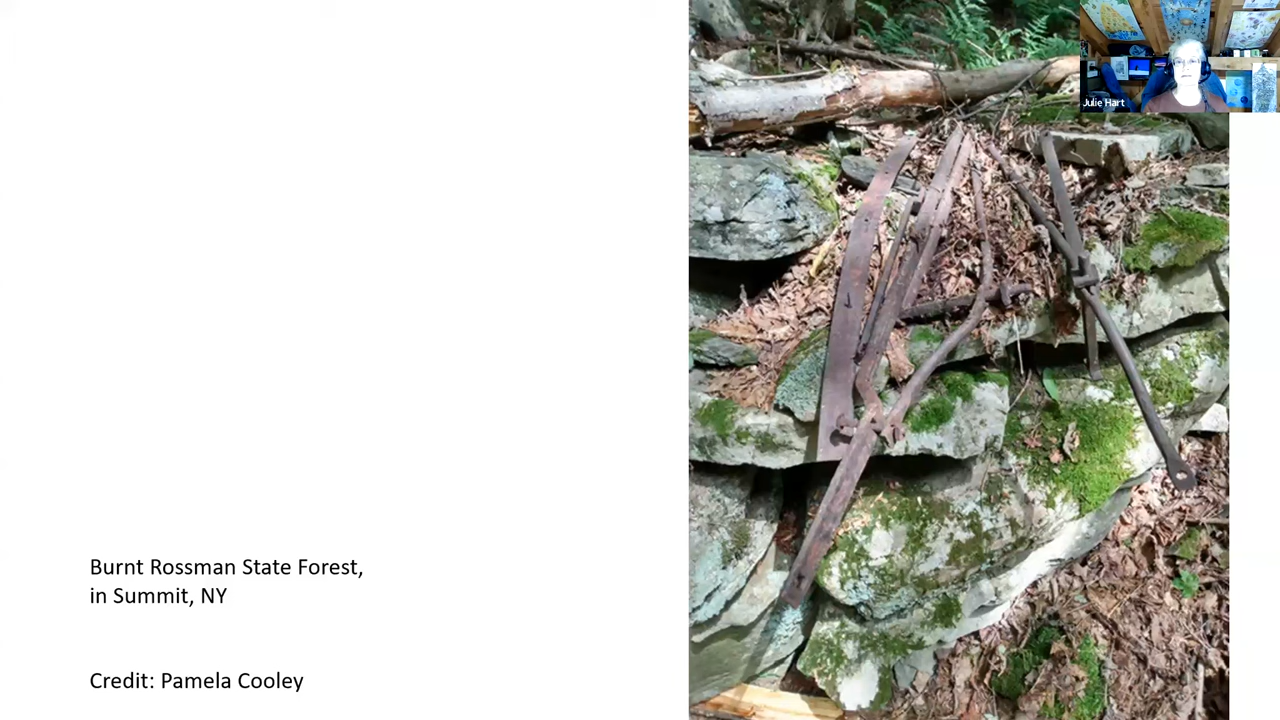 Julie Hart
Burnt Rossman State Forest,
in Summit, NY
Credit: Pamela Cooley